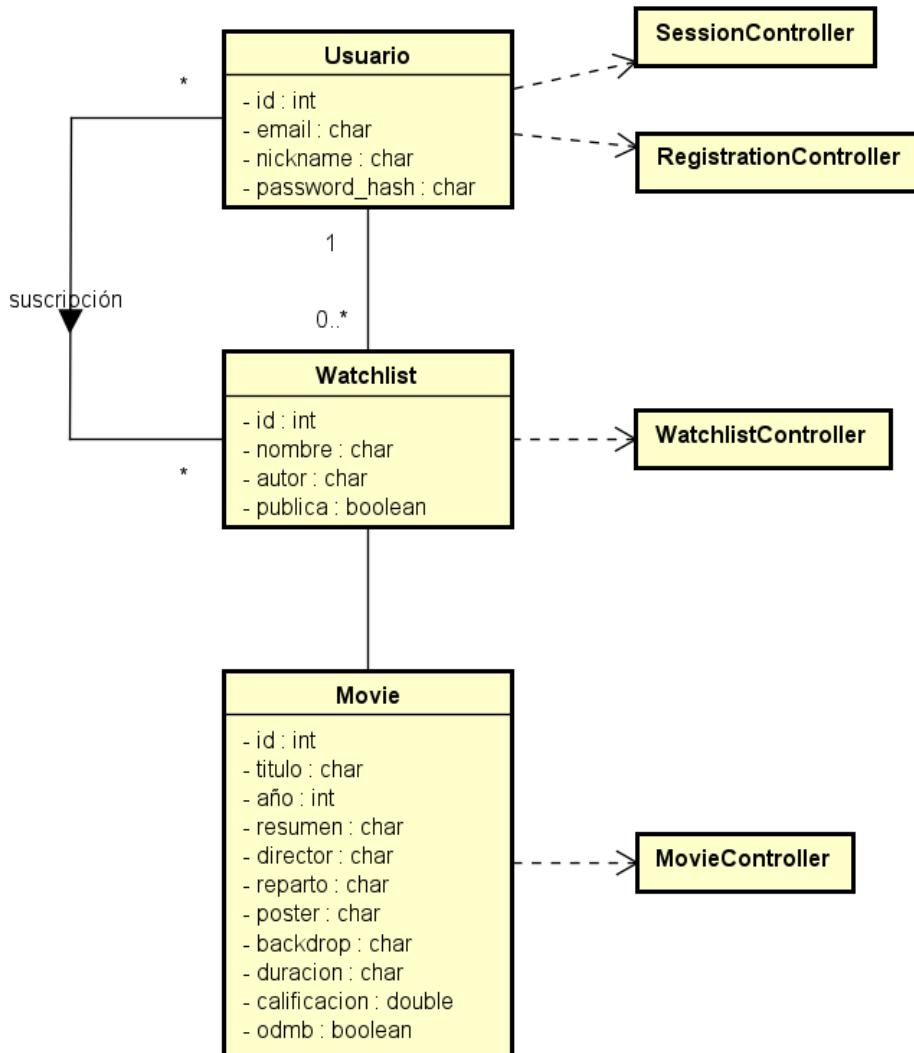 Usuario
- id : int
- email : char
- nickname : char
- password_hash : char
SessionController
RegistrationController
*
1
suscripción
0..*
Watchlist
- id : int
- nombre : char
- autor : char
- publica : boolean
WatchlistController
*
Movie
- id : int
- titulo : char
- año : int
- resumen : char
- director : char
- reparto : char
- poster : char
- backdrop : char
- duracion : char
- calificacion : double
- odmb : boolean
MovieController